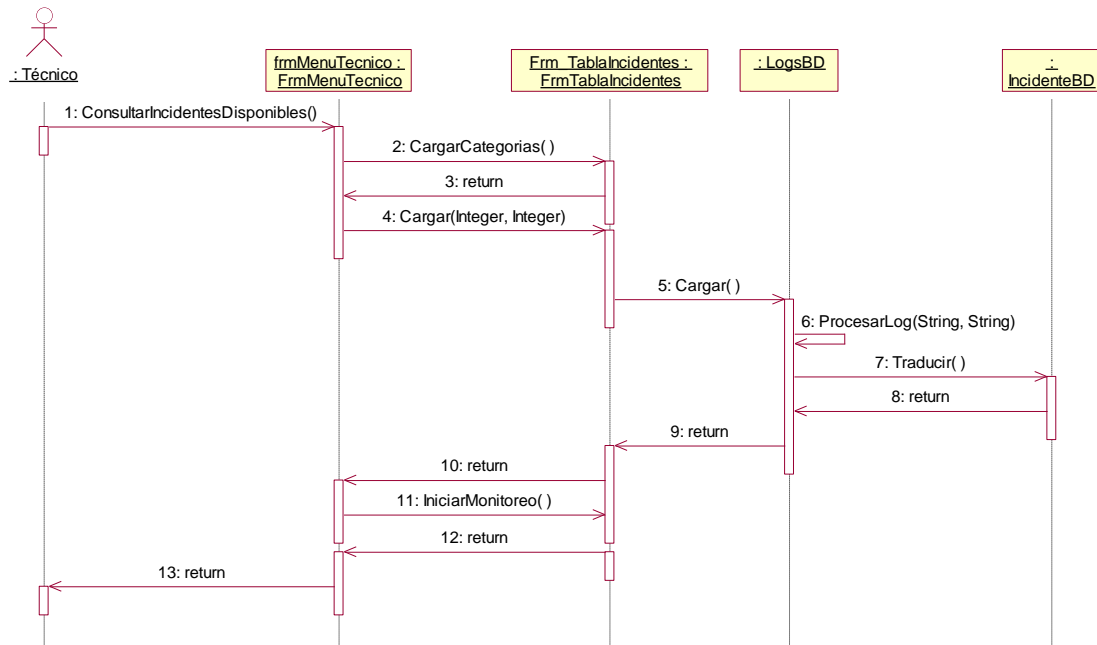 : Técnico
frmMenuTecnico :
FrmMenuTecnico
Frm_TablaIncidentes :
FrmTablaIncidentes
: LogsBD
:
IncidenteBD
1: ConsultarIncidentesDisponibles()
2: CargarCategorias( )
3: return
4: Cargar(Integer, Integer)
5: Cargar( )
6: ProcesarLog(String, String)
7: Traducir( )
8: return
9: return
10: return
11: IniciarMonitoreo( )
12: return
13: return